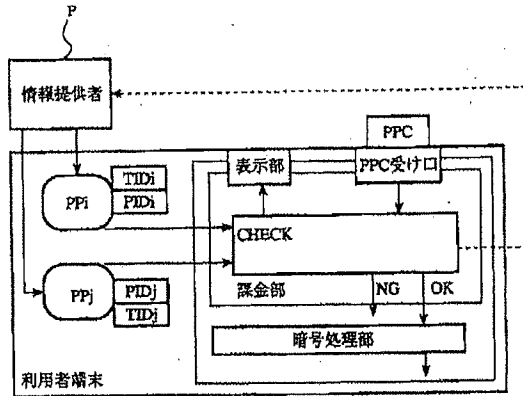 P
情報提供者
PPC
表示部
PPC受け口
TIDi
PPi
PIDi
CHECK
PPj
PIDj
TIDj
課金部
NG
OK
暗号処理部
利用者端末